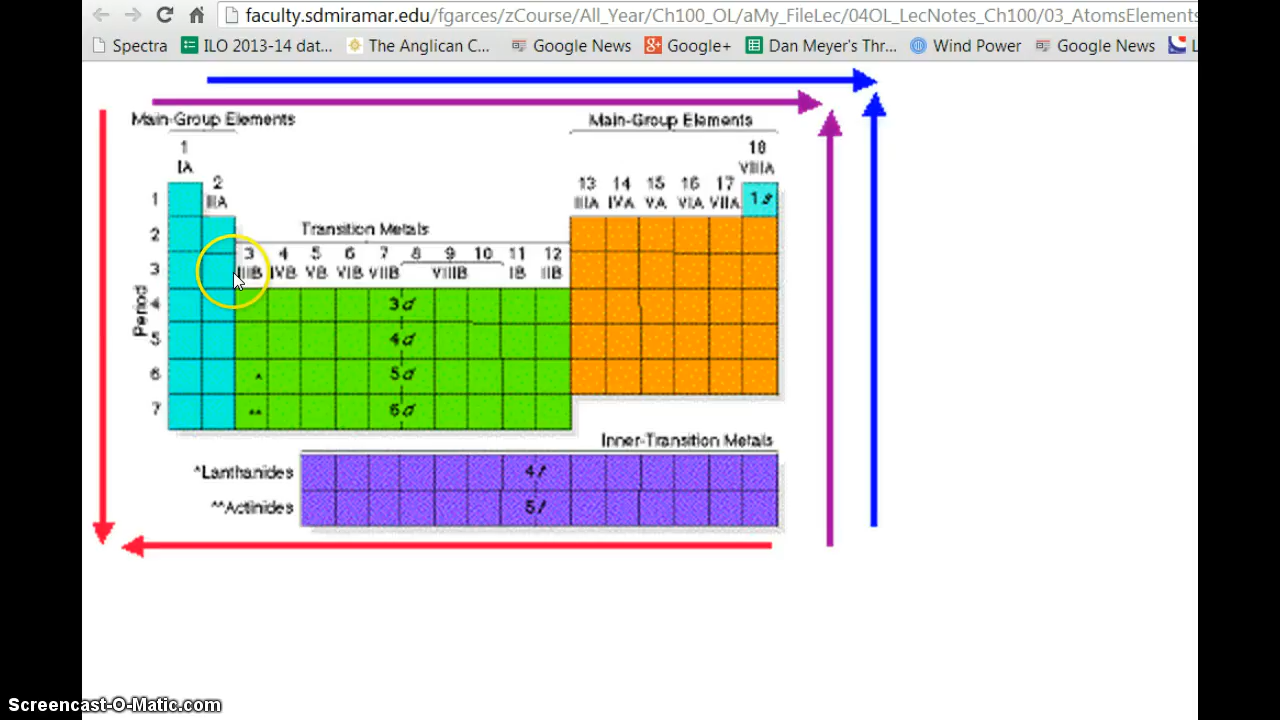 faculty.sdmiramar.edu/fgarces/zCourse/All_Year/Ch100_OL/aMy_FileLec/04OL_LecNotes_Ch100/03_AtomsElements
Spectra ILO 2013-14 dat... The Anglican C... Google News Google+ Dan Meyer's Thr... Wind Power Google News L
Main-Group Elements Main-Group Elements
1 18
IA VIIIA
2 13 14 15 16 17
1 IIA IIIA IVA VA VIA VIIA 1s
2 Transition Metals
3 4 5 6 7 8 9 10 11 12
3 IIIB IVB VB VIB VIIB VIIIB IB IIB
Period
4 3d
5 4d
6 ^ 5d
7 ^^ 6d
Inner-Transition Metals
^Lanthanides 4f
^^Actinides 5f
Screencast-O-Matic.com